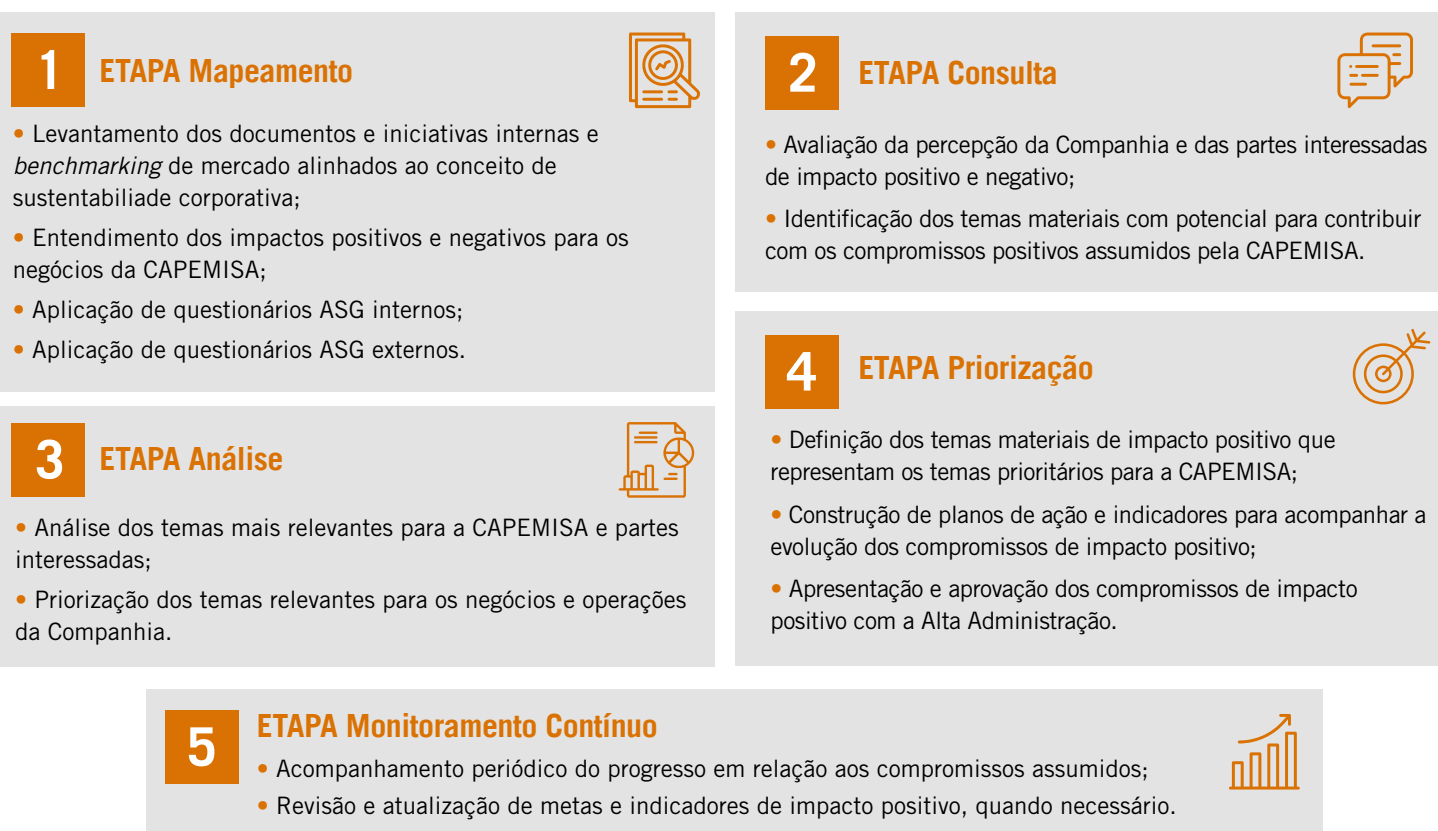 1 ETAPA Mapeamento
• Levantamento dos documentos e iniciativas internas e
benchmarking de mercado alinhados ao conceito de
sustentabiliade corporativa;
• Entendimento dos impactos positivos e negativos para os
negócios da CAPEMISA;
• Aplicação de questionários ASG internos;
• Aplicação de questionários ASG externos.
2 ETAPA Consulta
• Avaliação da percepção da Companhia e das partes interessadas
de impacto positivo e negativo;
• Identificação dos temas materiais com potencial para contribuir
com os compromissos positivos assumidos pela CAPEMISA.
3 ETAPA Análise
• Análise dos temas mais relevantes para a CAPEMISA e partes
interessadas;
• Priorização dos temas relevantes para os negócios e operações
da Companhia.
4 ETAPA Priorização
• Definição dos temas materiais de impacto positivo que
representam os temas prioritários para a CAPEMISA;
• Construção de planos de ação e indicadores para acompanhar a
evolução dos compromissos de impacto positivo;
• Apresentação e aprovação dos compromissos de impacto
positivo com a Alta Administração.
5 ETAPA Monitoramento Contínuo
• Acompanhamento periódico do progresso em relação aos compromissos assumidos;
• Revisão e atualização de metas e indicadores de impacto positivo, quando necessário.